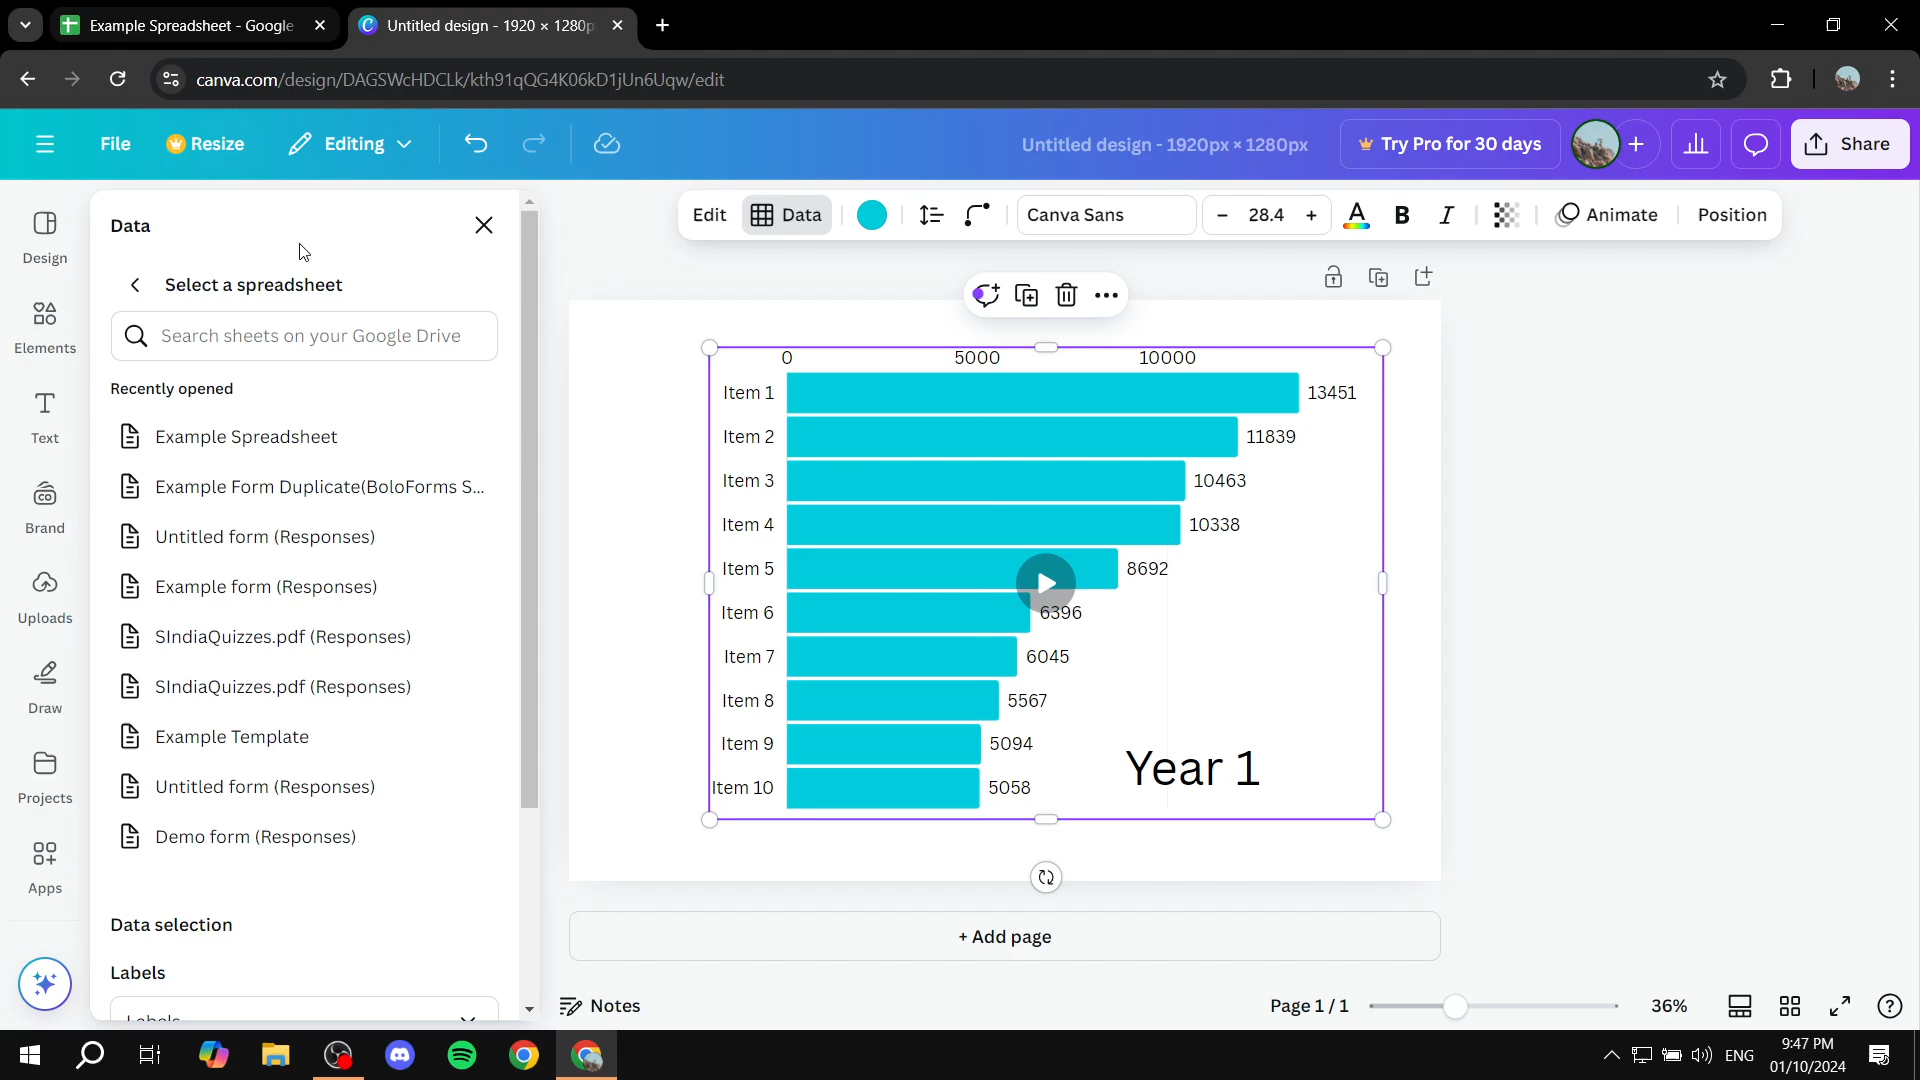 Example Spreadsheet - Google
Untitled design - 1920 × 1280p
canva.com/design/DAGSWcHDCLk/kth91qQG4K06kD1jUn6Uqw/edit
File
Resize
Editing
Untitled design - 1920px × 1280px
Try Pro for 30 days
Share
Design
Elements
Text
Brand
Uploads
Draw
Projects
Apps
Data
Select a spreadsheet
Search sheets on your Google Drive
Recently opened
Example Spreadsheet
Example Form Duplicate(BoloForms S...
Untitled form (Responses)
Example form (Responses)
SIndiaQuizzes.pdf (Responses)
SIndiaQuizzes.pdf (Responses)
Example Template
Untitled form (Responses)
Demo form (Responses)
Data selection
Labels
Labels
Edit
Data
Canva Sans
- 28.4 +
A
B
I
Animate
Position
0 5000 10000
Item 1 13451
Item 2 11839
Item 3 10463
Item 4 10338
Item 5 8692
Item 6 6396
Item 7 6045
Item 8 5567
Item 9 5094
Item 10 5058
Year 1
+ Add page
Notes
Page 1 / 1
36%
ENG
9:47 PM
01/10/2024